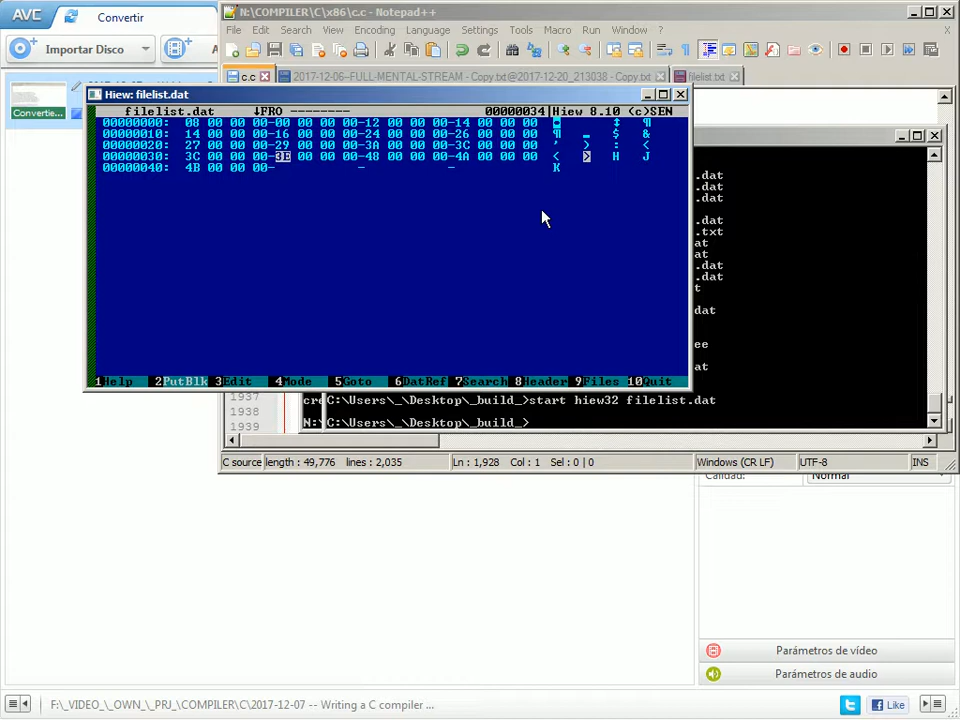 AVC
Convertir
Importar Disco
Convertie...
N:\COMPILER\C\x86\c.c - Notepad++
File Edit Search View Encoding Language Settings Tools Macro Run Window X
c.c 2017-12-06--FULL-MENTAL-STREAM - Copy.txt@2017-12-20_213038 - Copy.txt filelist.txt
Hiew: filelist.dat
filelist.dat ↓FRO -------- 00000034|Hiew 8.10 (c)SEN
00000000: 08 00 00 00-00 00 00 00-12 00 00 00-14 00 00 00 ◘ ↕ ¶
00000010: 14 00 00 00-16 00 00 00-24 00 00 00-26 00 00 00 ¶ ▬ $ &
00000020: 27 00 00 00-29 00 00 00-3A 00 00 00-3C 00 00 00 ' ) : <
00000030: 3C 00 00 00-3E 00 00 00-48 00 00 00-4A 00 00 00 < > H J
00000040: 4B 00 00 00- - - K
1Help 2PutBlk 3Edit 4Mode 5Goto 6DatRef 7Search 8Header 9Files 10Quit
.dat
.dat
.dat
.dat
.txt
at
at
.dat
.dat
t
.dat
ee
at
1937
1938
1939
cre
N:\
C:\Users\_\Desktop\_build_>start hiew32 filelist.dat
C:\Users\_\Desktop\_build_>
C source length : 49,776 lines : 2,035 Ln : 1,928 Col : 1 Sel : 0 | 0 Windows (CR LF) UTF-8 INS
Calidad: Normal
Parámetros de vídeo
Parámetros de audio
F:\_VIDEO_\_OWN_\_PRJ_\COMPILER\C\2017-12-07 -- Writing a C compiler ...
Like